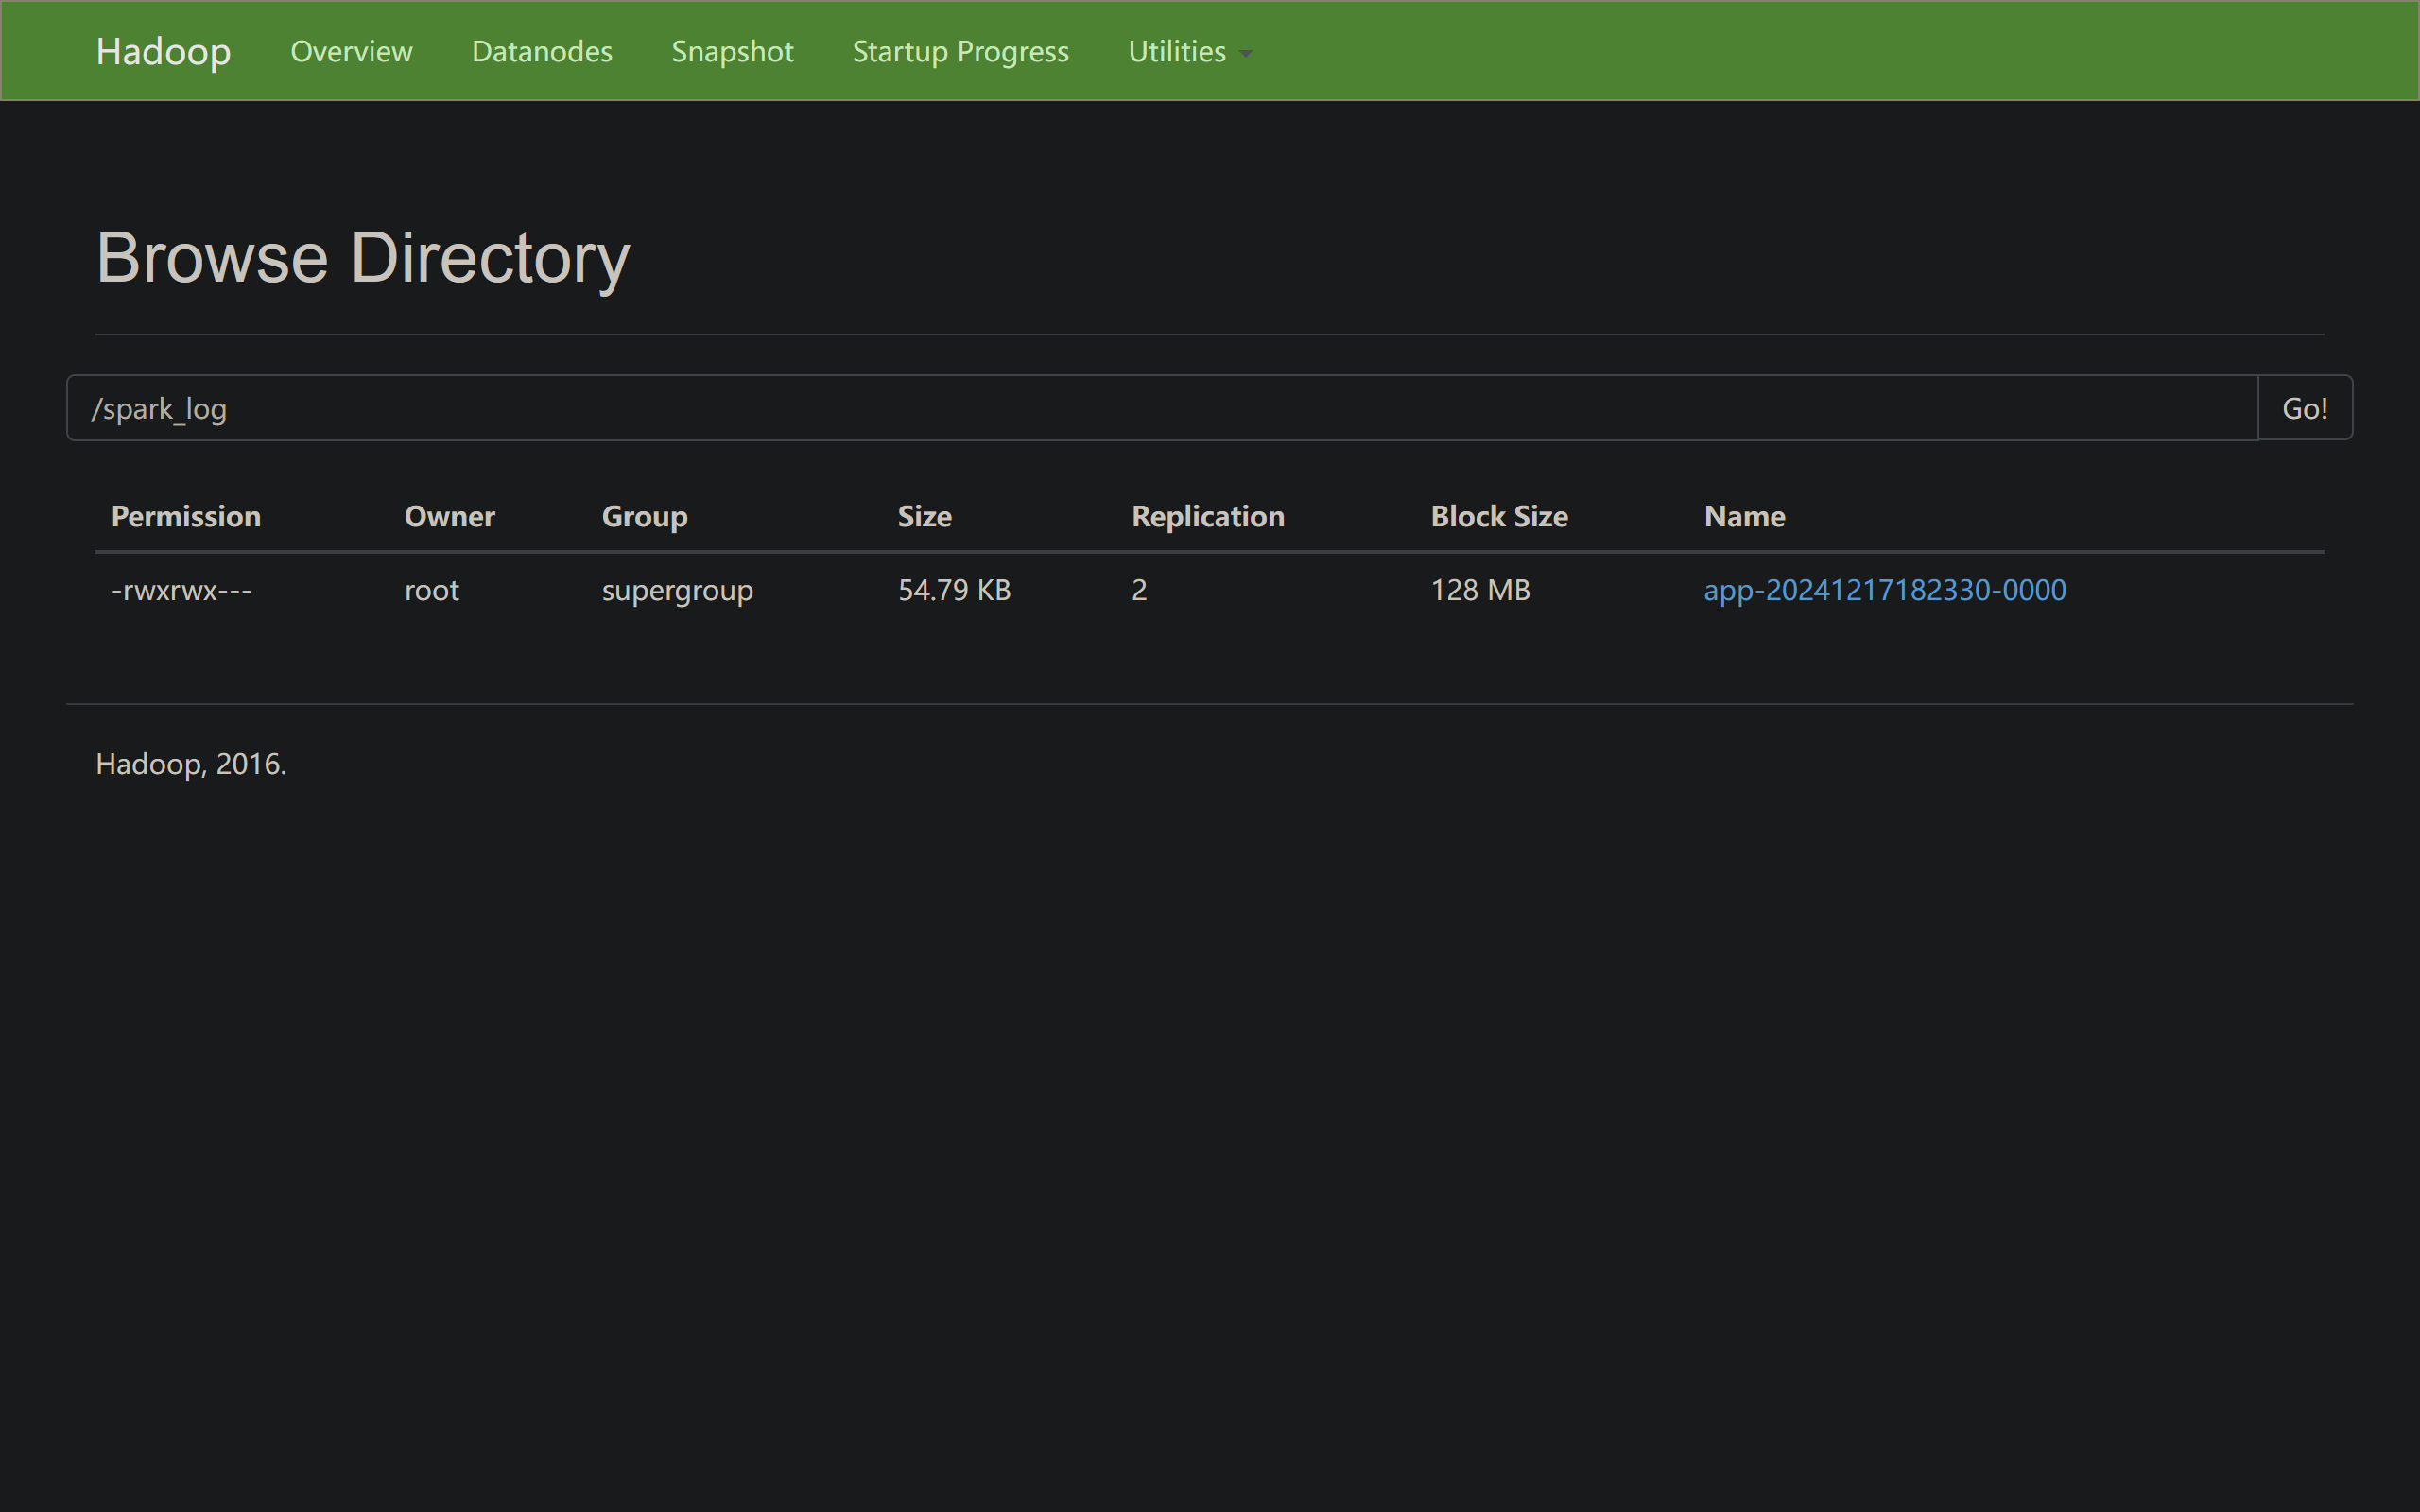 Hadoop Overview Datanodes Snapshot Startup Progress Utilities
Browse Directory
/spark_log Go!
Permission Owner Group Size Replication Block Size Name
-rwxrwx--- root supergroup 54.79 KB 2 128 MB app-20241217182330-0000
Hadoop, 2016.